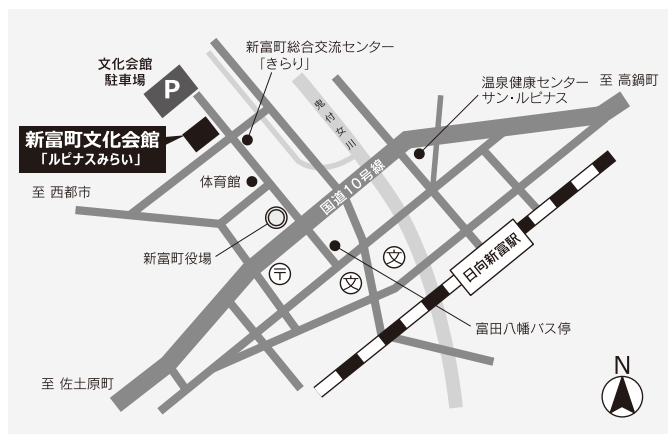 新富町総合交流センター
「きらり」
文化会館
駐車場
P
温泉健康センター
サン・ルピナス
至 高鍋町
鬼付女川
新富町文化会館
「ルピナスみらい」
体育館
至 西都市
国道10号線
新富町役場
〒
文
文
日向新富駅
富田八幡バス停
至 佐土原町
N